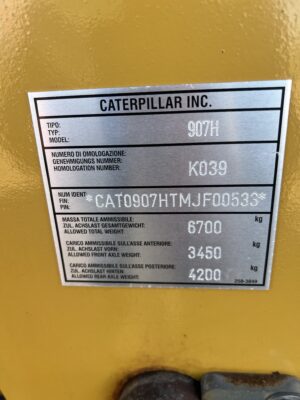 CATERPILLAR INC.
TIPO:
TYP:
MODEL:
907H
NUMERO DI OMOLOGAZIONE:
GENEHMIGUNGS NUMMER:
HOMOLOGATION NUMBER:
K039
NUM IDENT
FIN:
PIN:
*CAT0907HTMJF00533*
MASSA TOTALE AMMISSIBILE:
ZUL. ACHSLAST GESAMTGEWICHT:
ALLOWED TOTAL WEIGHT:
6700
kg
CARICO AMMISSIBILE SULL'ASSE ANTERIORE:
ZUL. ACHSLAST VORN:
ALLOWED FRONT AXLE WEIGHT:
3450
kg
CARICO AMMISSIBILE SULL'ASSE POSTERIORE:
ZUL. ACHSLAST HINTEN:
ALLOWED REAR AXLE WEIGHT:
4200
kg